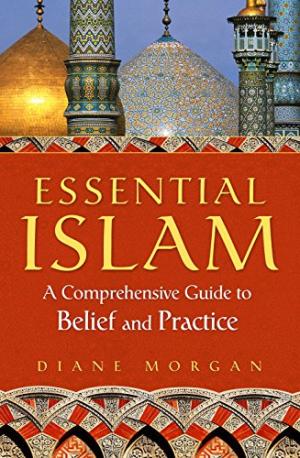 ESSENTIAL
ISLAM
A Comprehensive Guide to
Belief and Practice
DIANE MORGAN